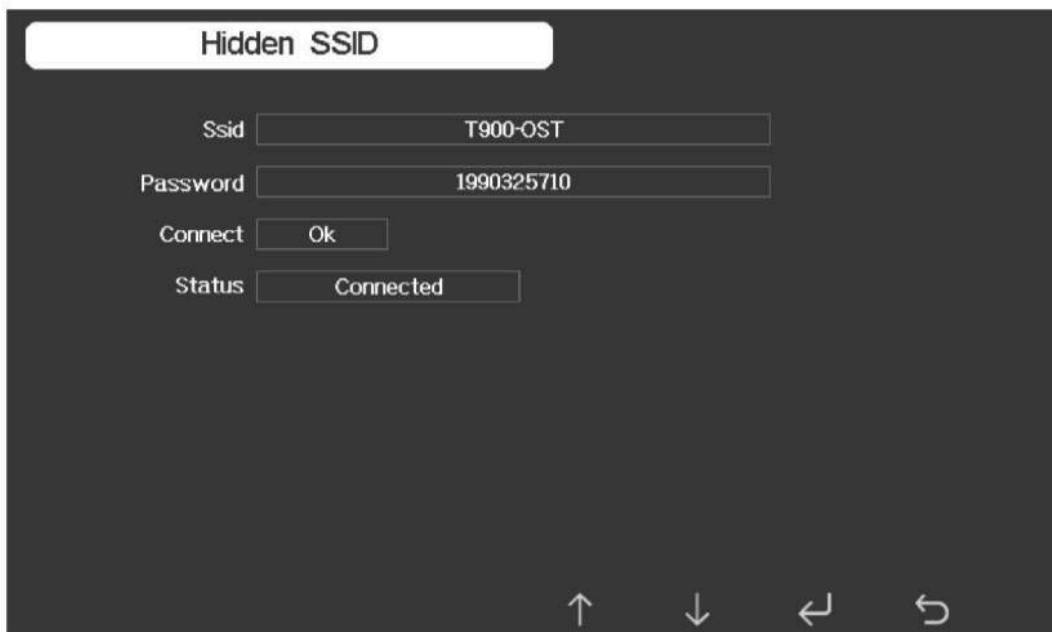 Hidden SSID
Ssid T900-OST
Password 1990325710
Connect Ok
Status Connected